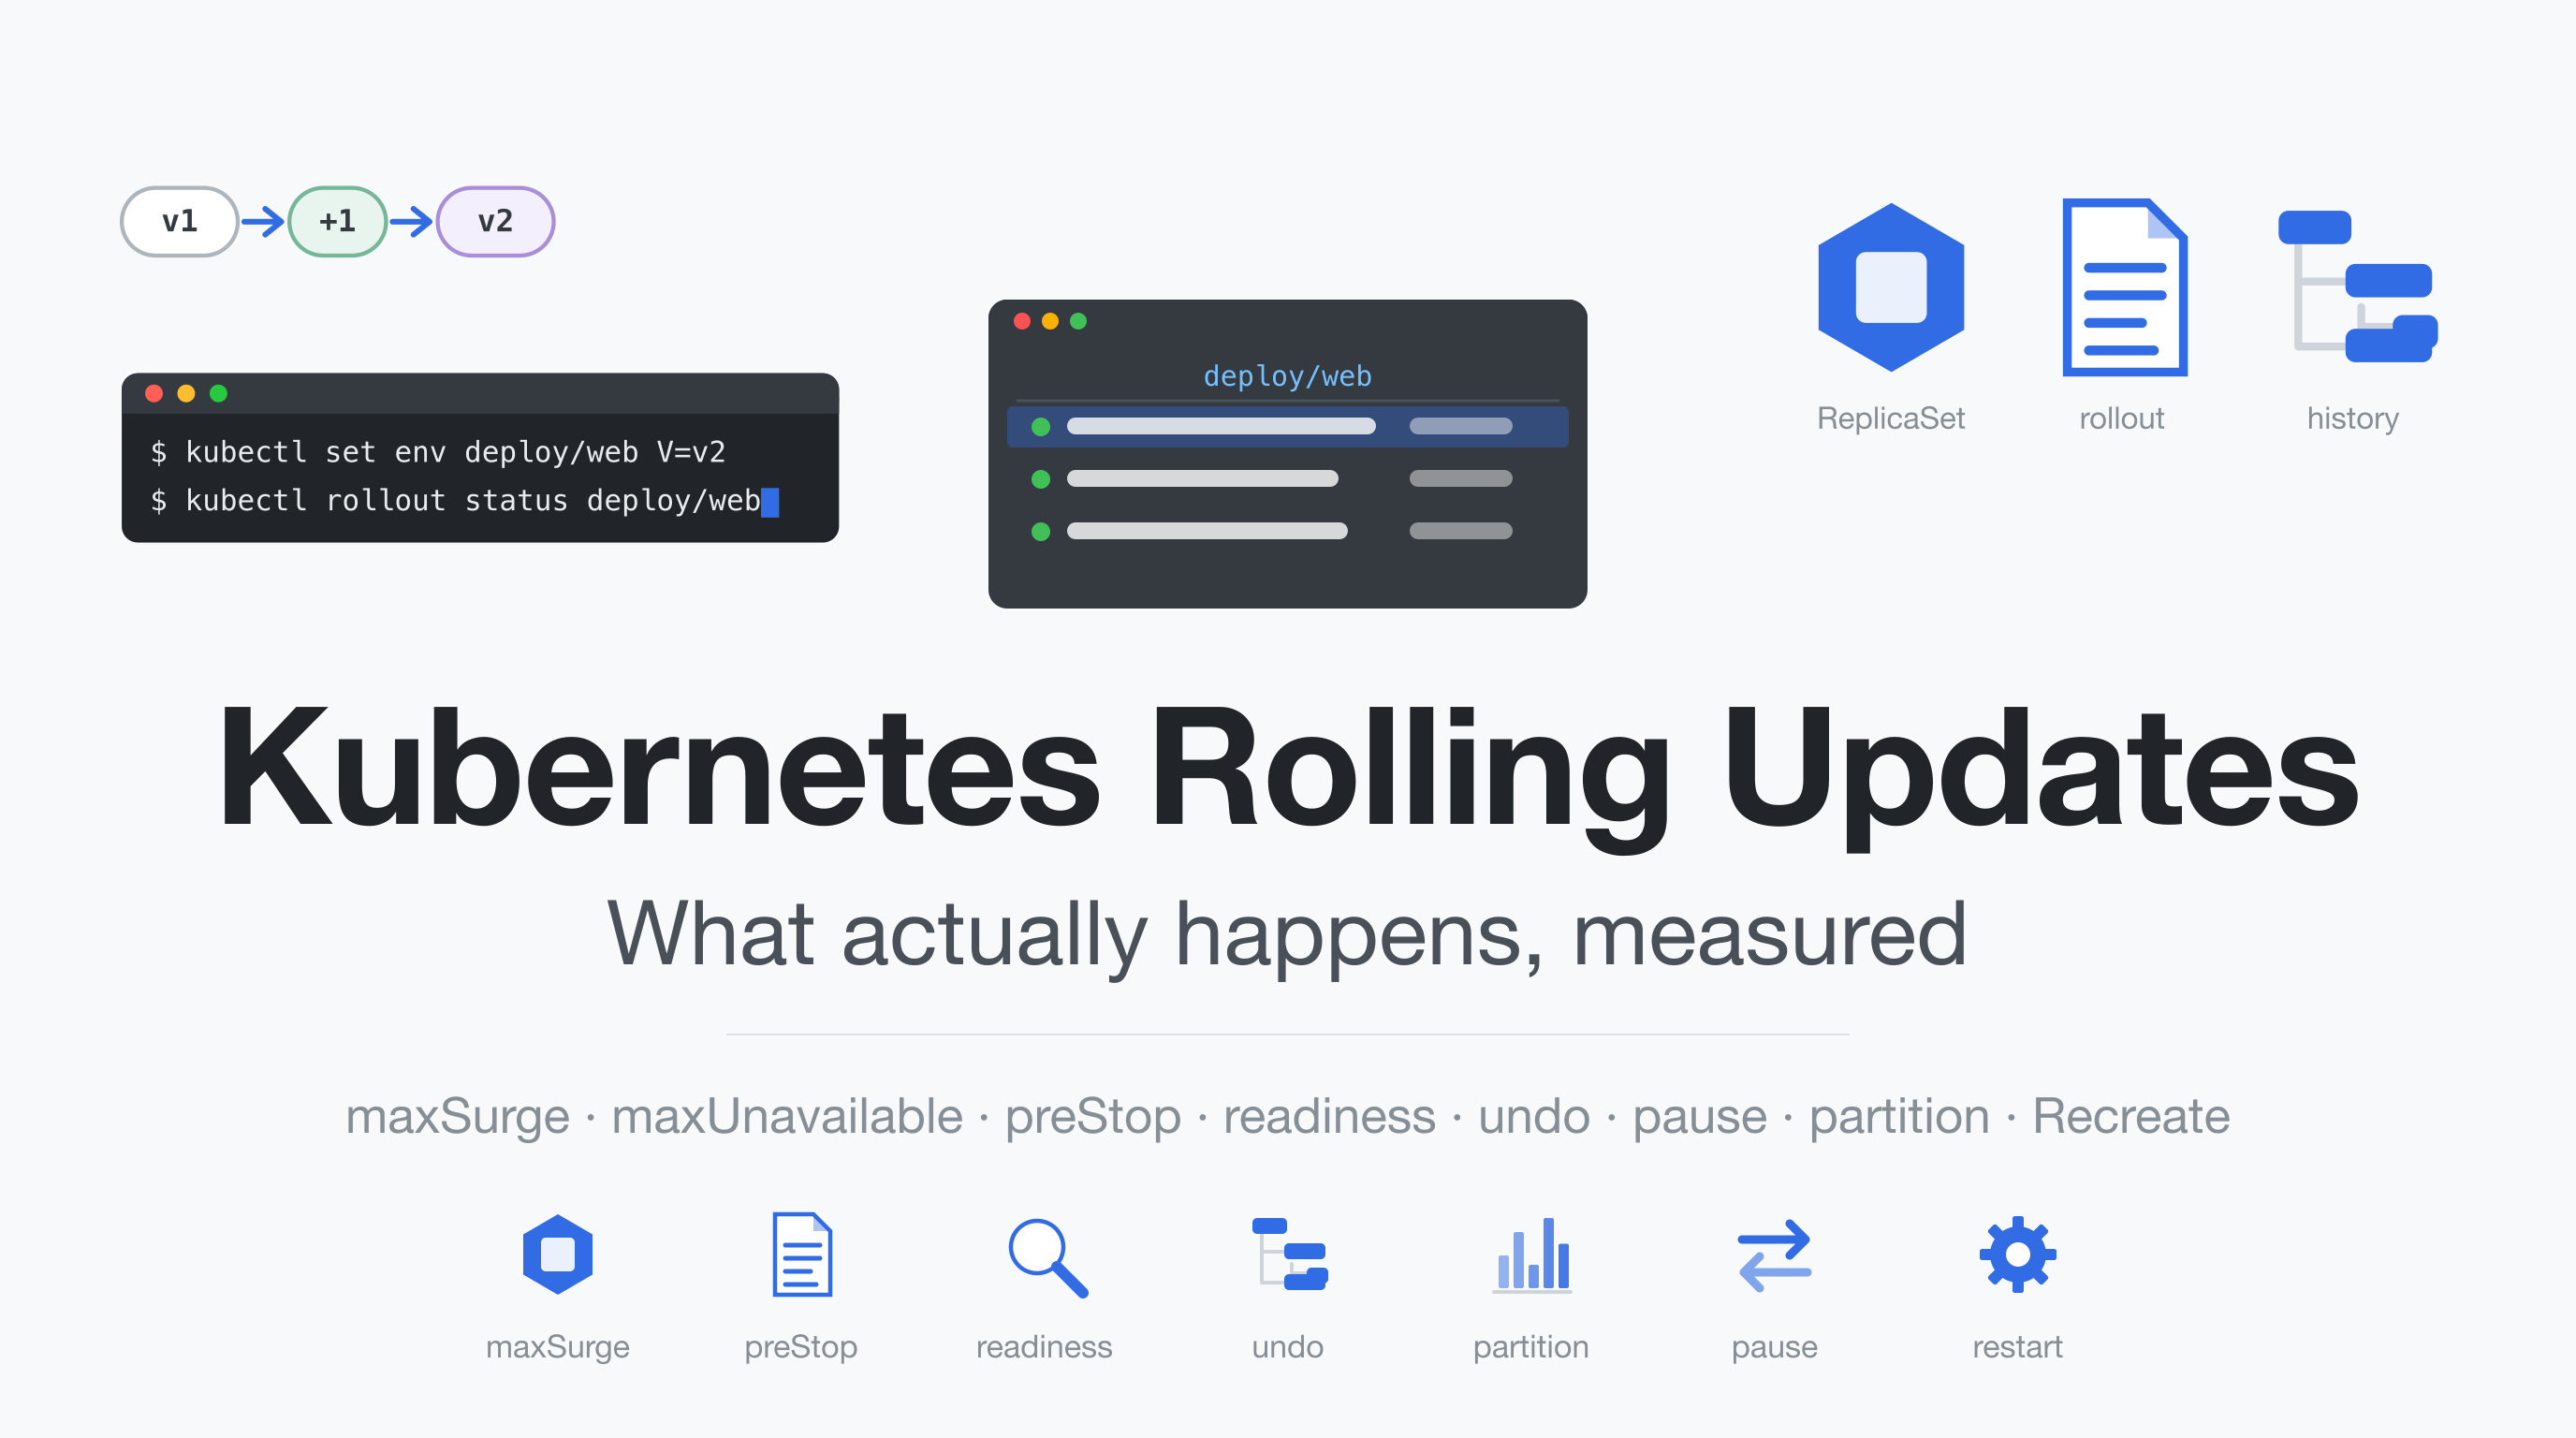 v1 +1 v2
$ kubectl set env deploy/web V=v2
$ kubectl rollout status deploy/web
deploy/web
ReplicaSet rollout history
Kubernetes Rolling Updates
What actually happens, measured
maxSurge · maxUnavailable · preStop · readiness · undo · pause · partition · Recreate
maxSurge preStop readiness undo partition pause restart